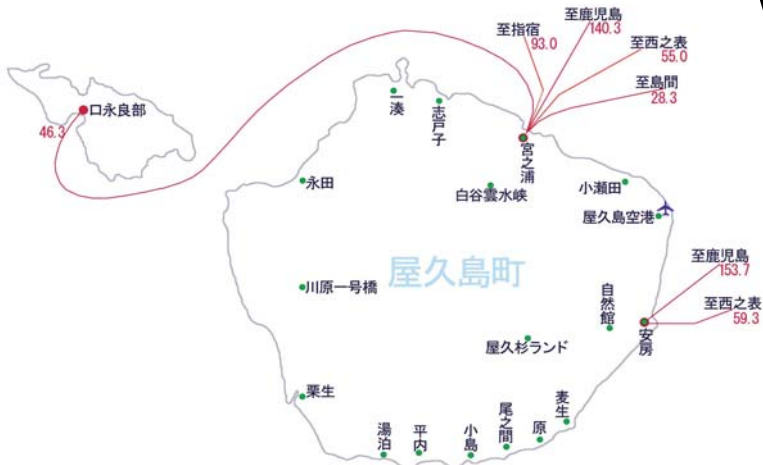 至指宿
93.0
至鹿児島
140.3
至西之表
55.0
至島間
28.3
口永良部
46.3
一湊
志戸子
宮之浦
永田
白谷雲水峡
小瀬田
屋久島空港
屋久島町
川原一号橋
至鹿児島
153.7
至西之表
59.3
自然館
安房
屋久杉ランド
栗生
湯泊
平内
小島
尾之間
原
麦生